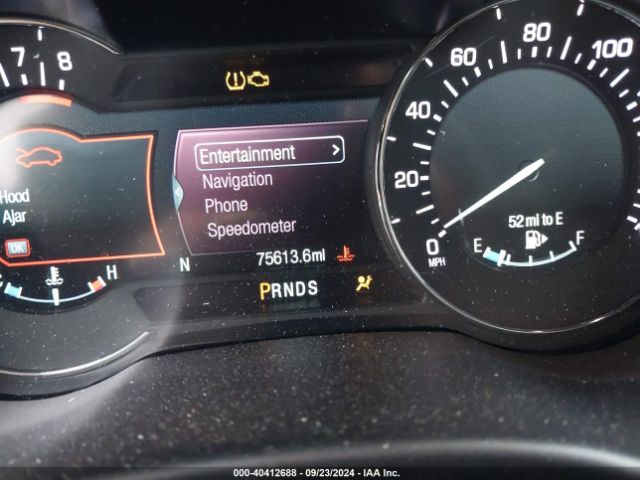 7 8
60 80 100
40
20
0
MPH
Entertainment >
Navigation
Phone
Speedometer
Hood
Ajar
OK
52 mi to E
E F
H
N 75613.6mi
PRNDS
000-40412688 - 09/23/2024 - IAA Inc.